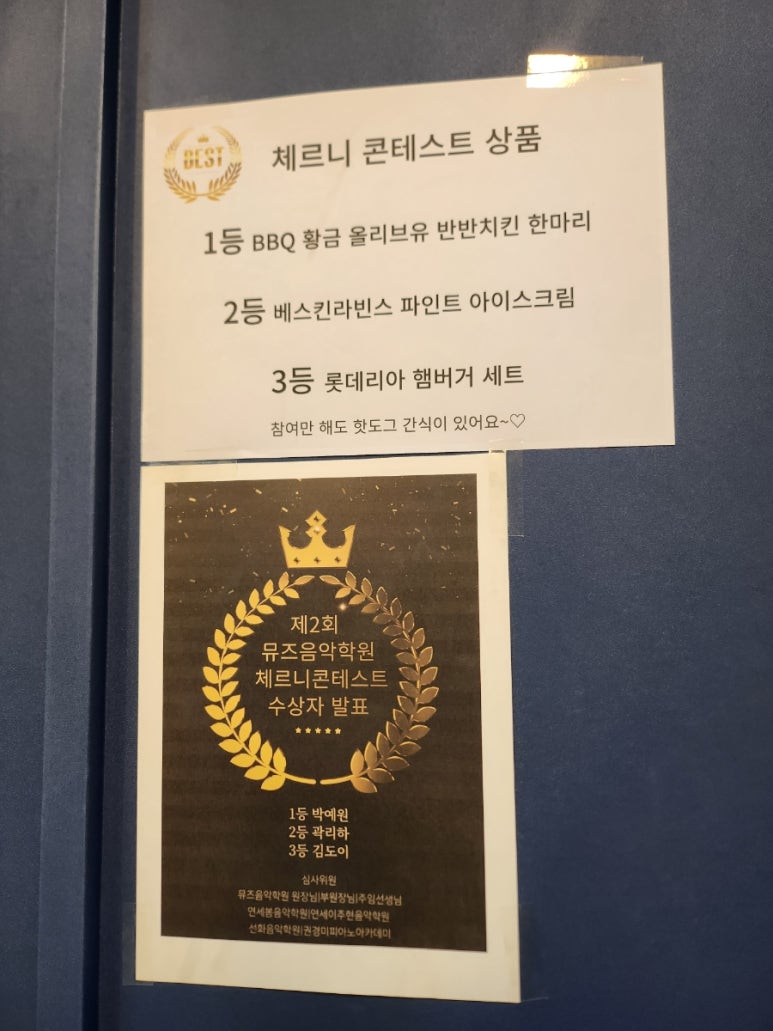 BEST
체르니 콘테스트 상품
1등 BBQ 황금 올리브유 반반치킨 한마리
2등 베스킨라빈스 파인트 아이스크림
3등 롯데리아 햄버거 세트
참여만 해도 핫도그 간식이 있어요~♡
제2회
뮤즈음악학원
체르니콘테스트
수상자 발표
1등 박예원
2등 곽리하
3등 김도이
심사위원
뮤즈음악학원 원장님|부원장님|주임선생님
연세봄음악학원|연세이주현음악학원
선화음악학원|권경미피아노아카데미